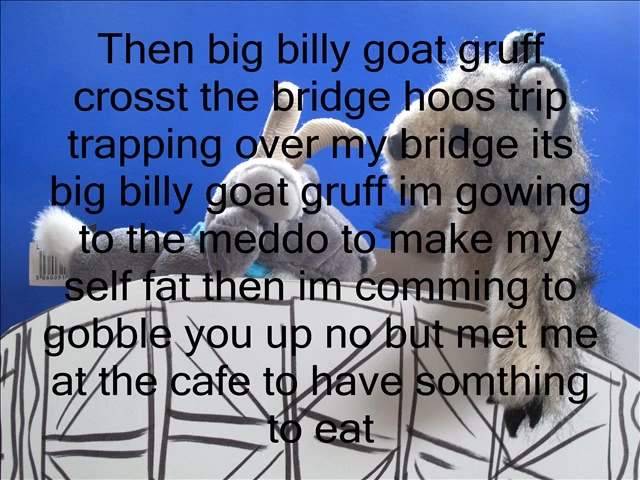 Then big billy goat gruff
crosst the bridge hoos trip
trapping over my bridge its
big billy goat gruff im gowing
to the meddo to make my
self fat then im comming to
gobble you up no but met me
at the cafe to have somthing
to eat